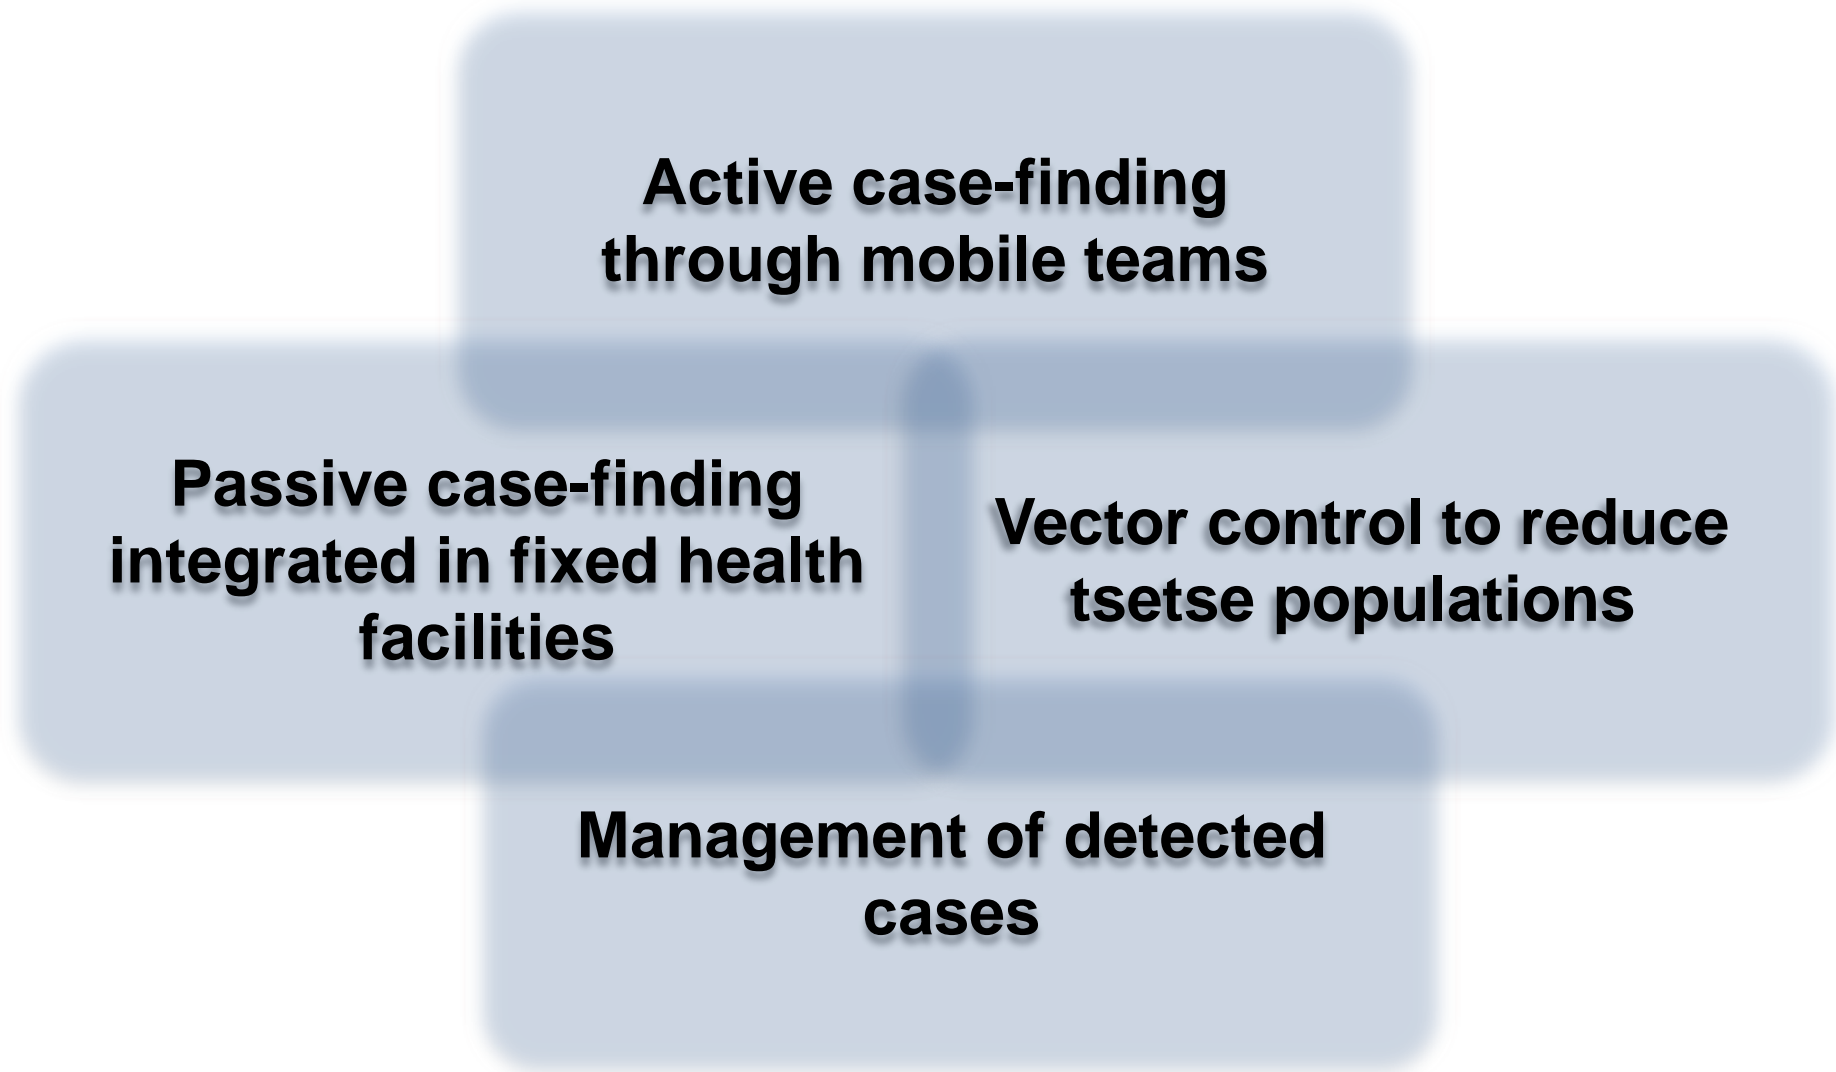 Active case-finding
through mobile teams
Passive case-finding
integrated in fixed health
facilities
Vector control to reduce
tsetse populations
Management of detected
cases